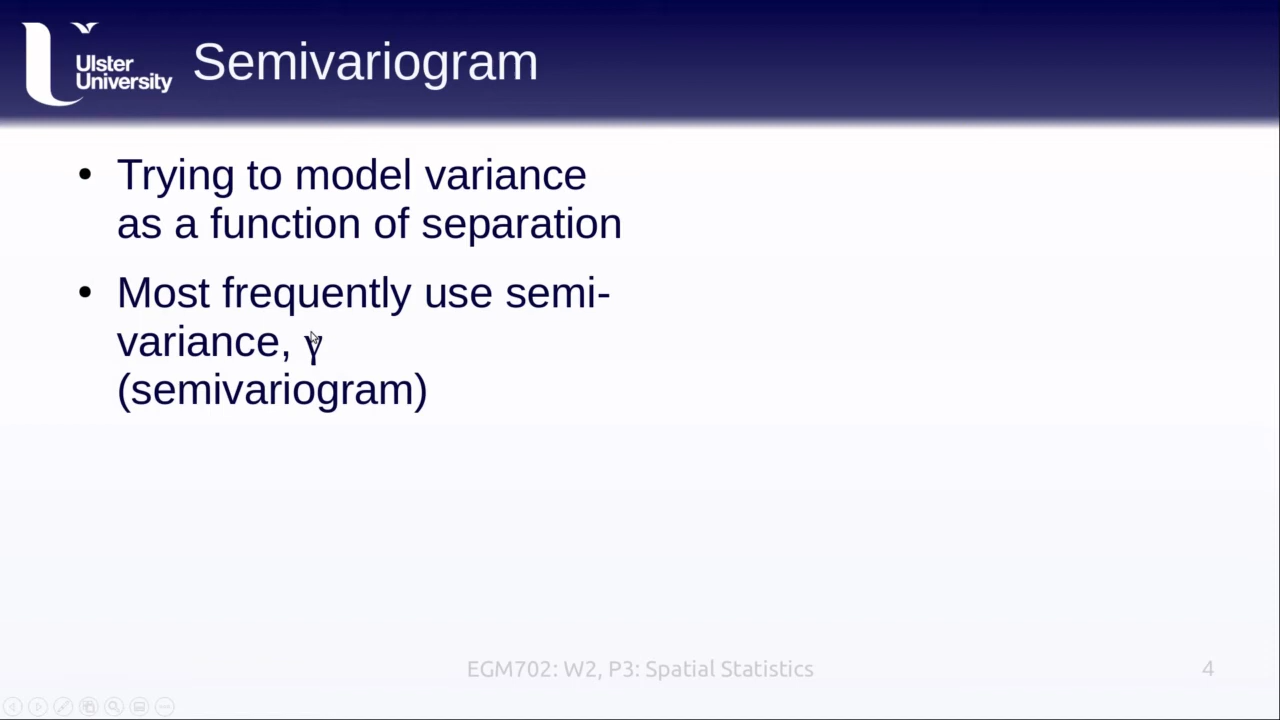 Ulster
University
Semivariogram
• Trying to model variance
as a function of separation
• Most frequently use semi-
variance, γ
(semivariogram)
EGM702: W2, P3: Spatial Statistics
4